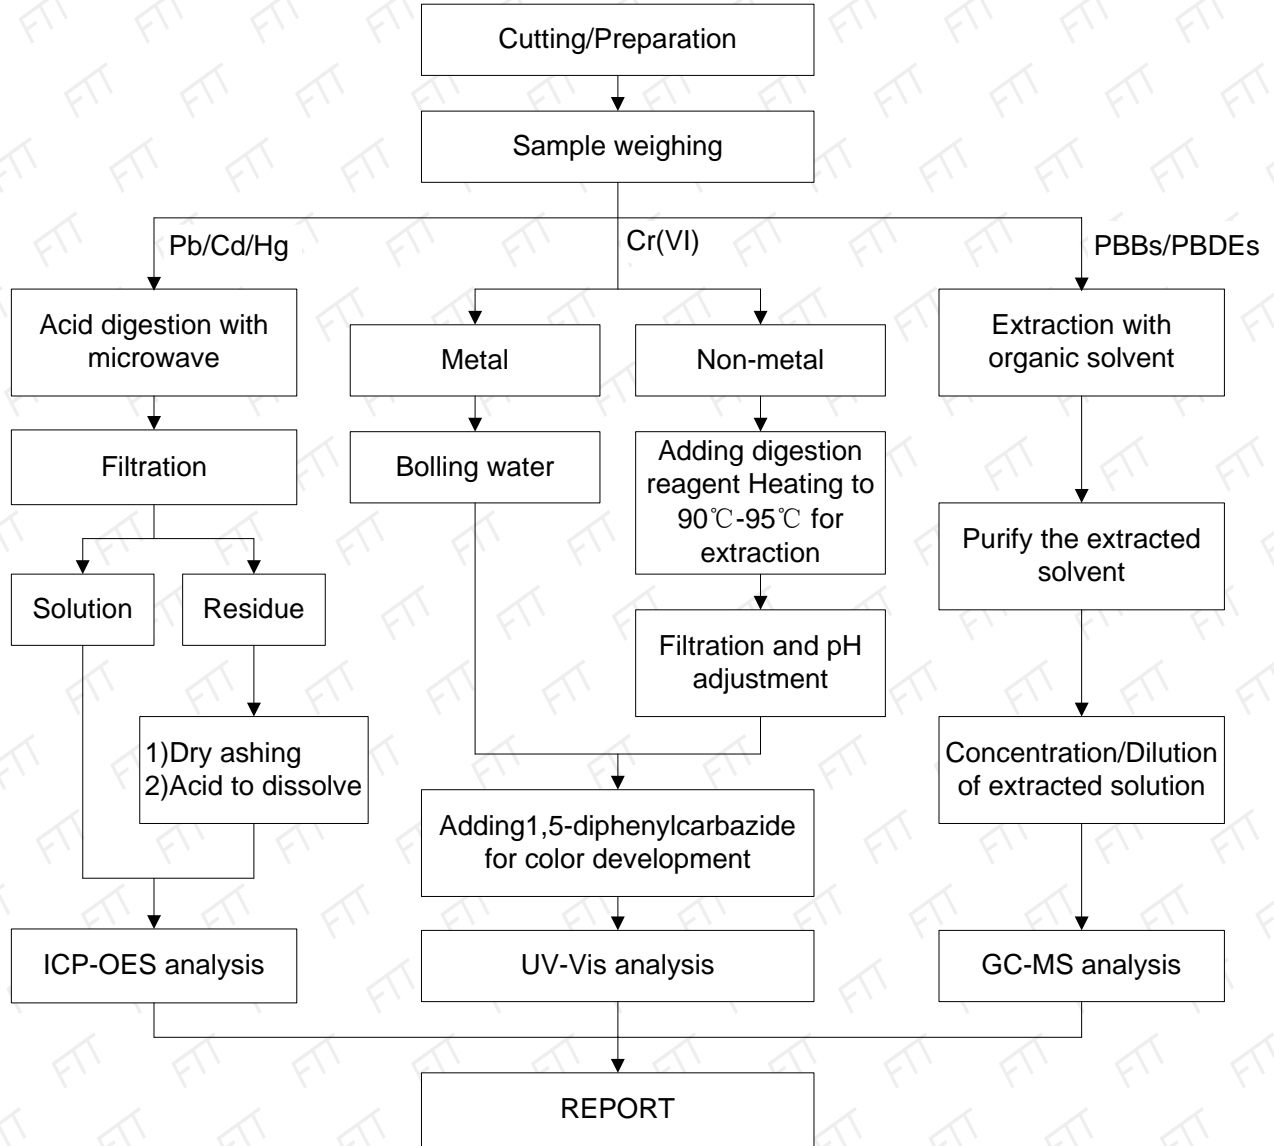 Cutting/Preparation
Sample weighing
Pb/Cd/Hg
Cr(VI)
PBBs/PBDEs
Acid digestion with
microwave
Metal
Non-metal
Extraction with
organic solvent
Filtration
Bolling water
Adding digestion
reagent Heating to
90℃-95℃ for
extraction
Purify the extracted
solvent
Solution
Residue
Filtration and pH
adjustment
1)Dry ashing
2)Acid to dissolve
Concentration/Dilution
of extracted solution
Adding1,5-diphenylcarbazide
for color development
ICP-OES analysis
UV-Vis analysis
GC-MS analysis
REPORT
FTT